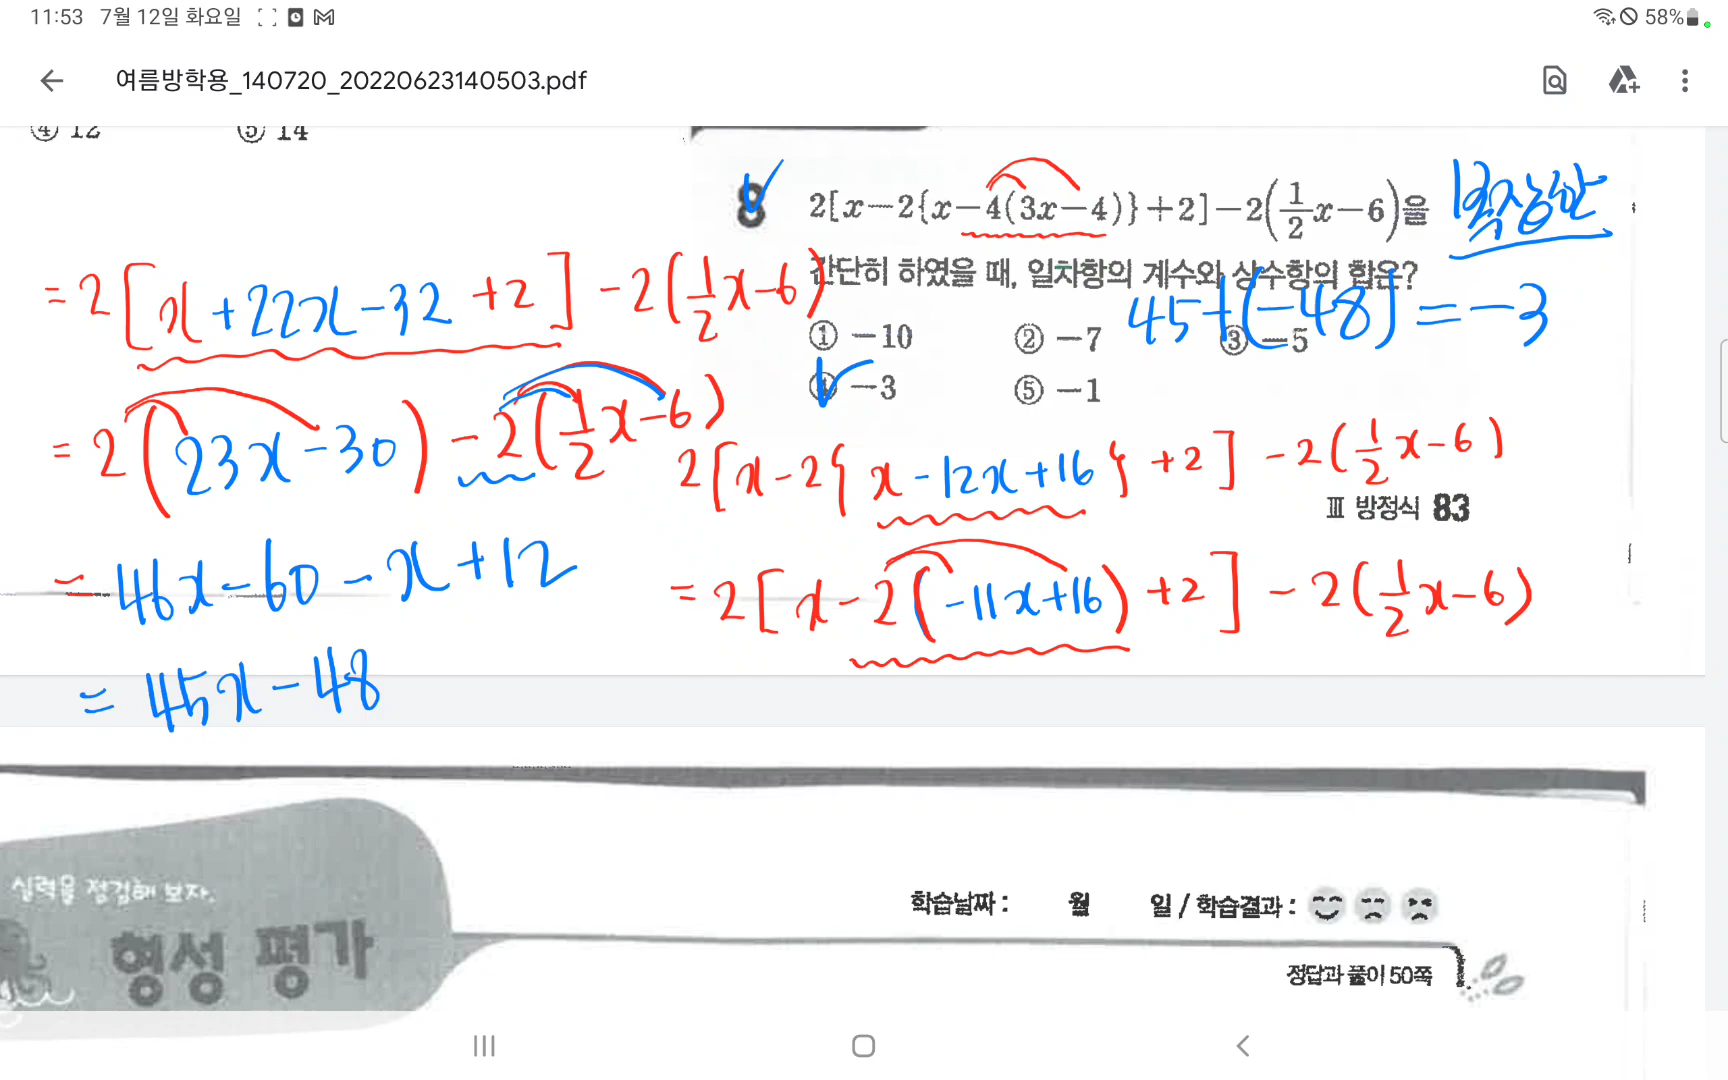 11:53 7월 12일 화요일
58%
여름방학용_140720_20220623140503.pdf
④ 12 ⑤ 14
8 2[x-2{x-4(3x-4)}+2]-2(1/2x-6)을
간단히 하였을 때, 일차항의 계수와 상수항의 합은?
① -10 ② -7 ③ -5
④ -3 ⑤ -1
45+(-48)=-3
2[x-2{x-12x+16}+2]-2(1/2x-6)
=2[x-2(-11x+16)+2]-2(1/2x-6)
=2[x+22x-32+2]-2(1/2x-6)
=2(23x-30)-2(1/2x-6)
=46x-60-x+12
=45x-48
Ⅲ 방정식 83
실력을 점검해 보자.
형성 평가
학습날짜 : 월 일 / 학습결과 :
정답과 풀이 50쪽